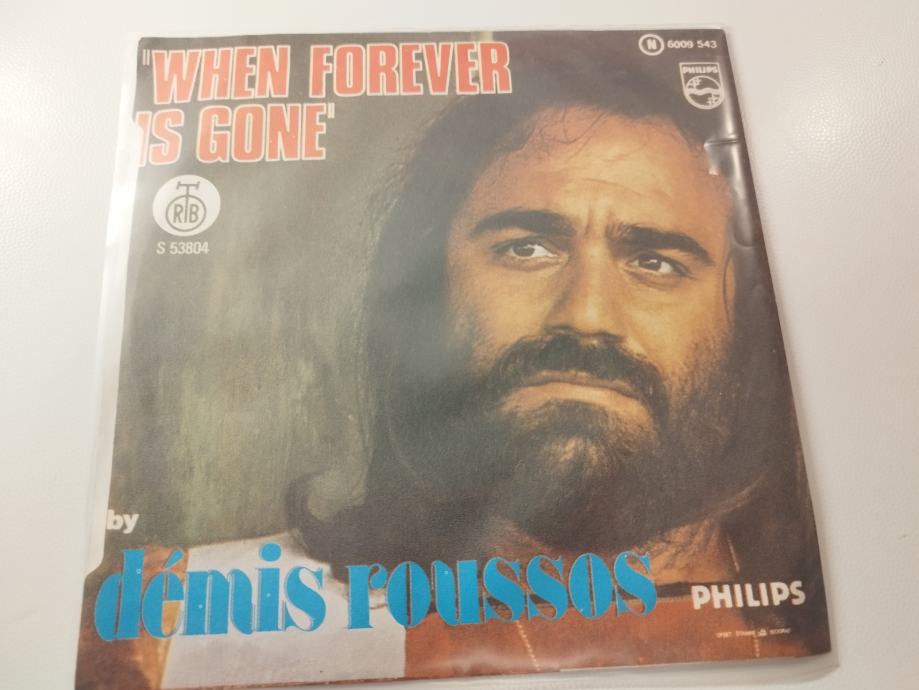 "WHEN FOREVER
IS GONE"
N 6009 543
PHILIPS
RTB
S 53804
by
démis roussos
PHILIPS